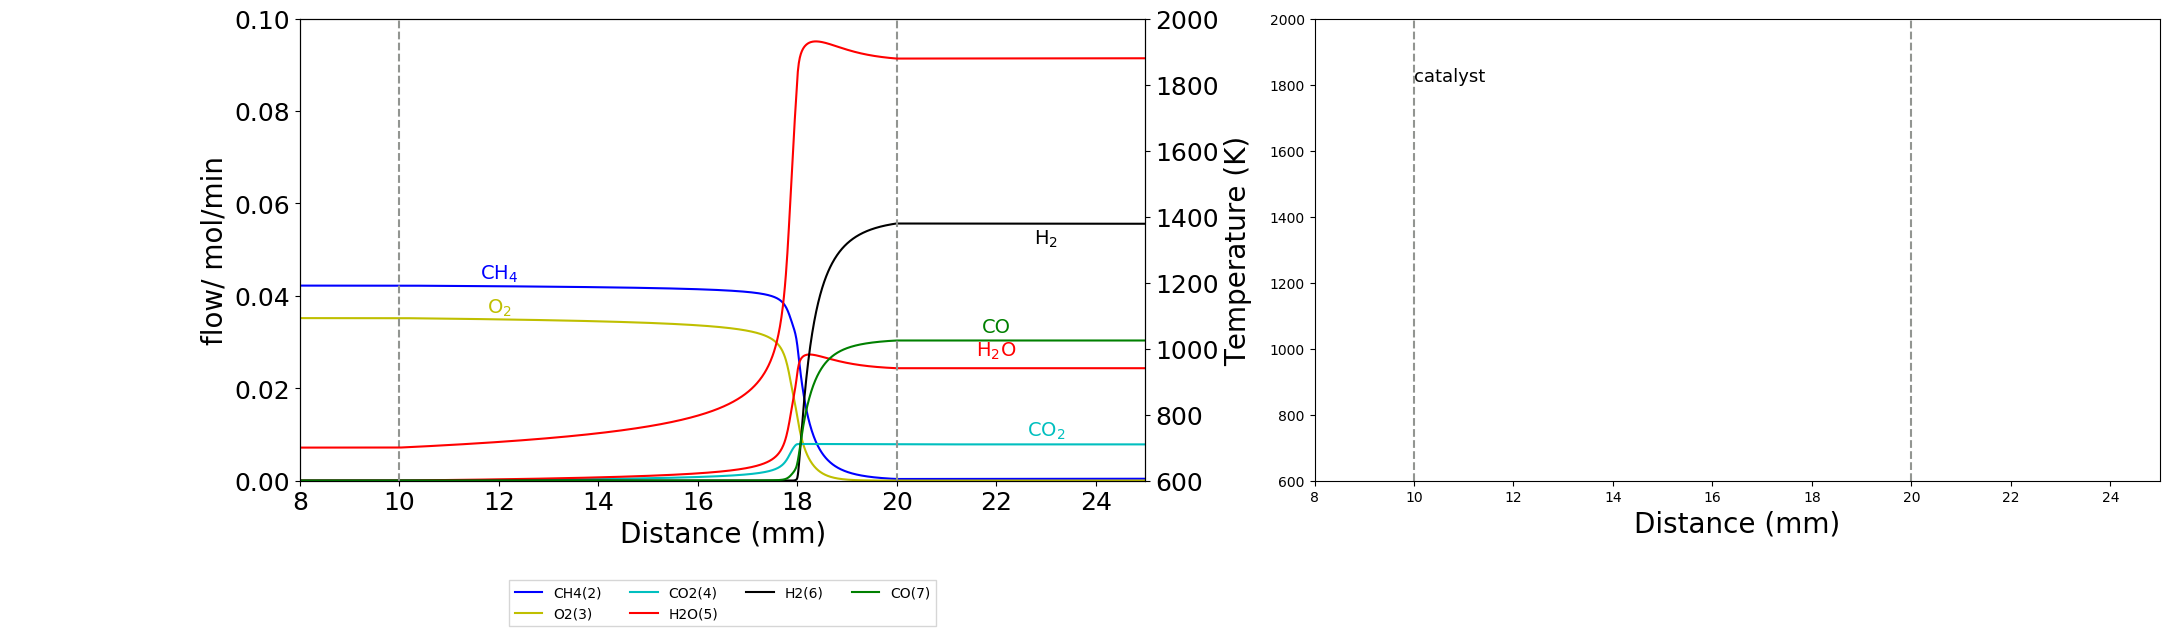 flow/ mol/min
0.10
0.08
0.06
0.04
0.02
0.00
CH4
O2
H2
CO
H2O
CO2
2000
1800
1600
1400
1200
1000
800
600
8 10 12 14 16 18 20 22 24
Distance (mm)
CH4(2) CO2(4) H2(6) CO(7)
O2(3) H2O(5)
Temperature (K)
2000
1800
1600
1400
1200
1000
800
600
catalyst
8 10 12 14 16 18 20 22 24
Distance (mm)